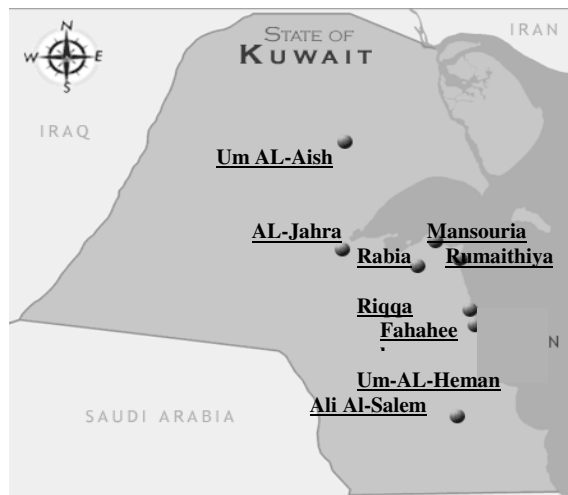 N
W E
S
STATE OF
KUWAIT
IRAN
IRAQ
Um AL-Aish
AL-Jahra
Mansouria
Rabia
Rumaithiya
Riqqa
Fahahee
N
Um-AL-Heman
Ali Al-Salem
SAUDI ARABIA